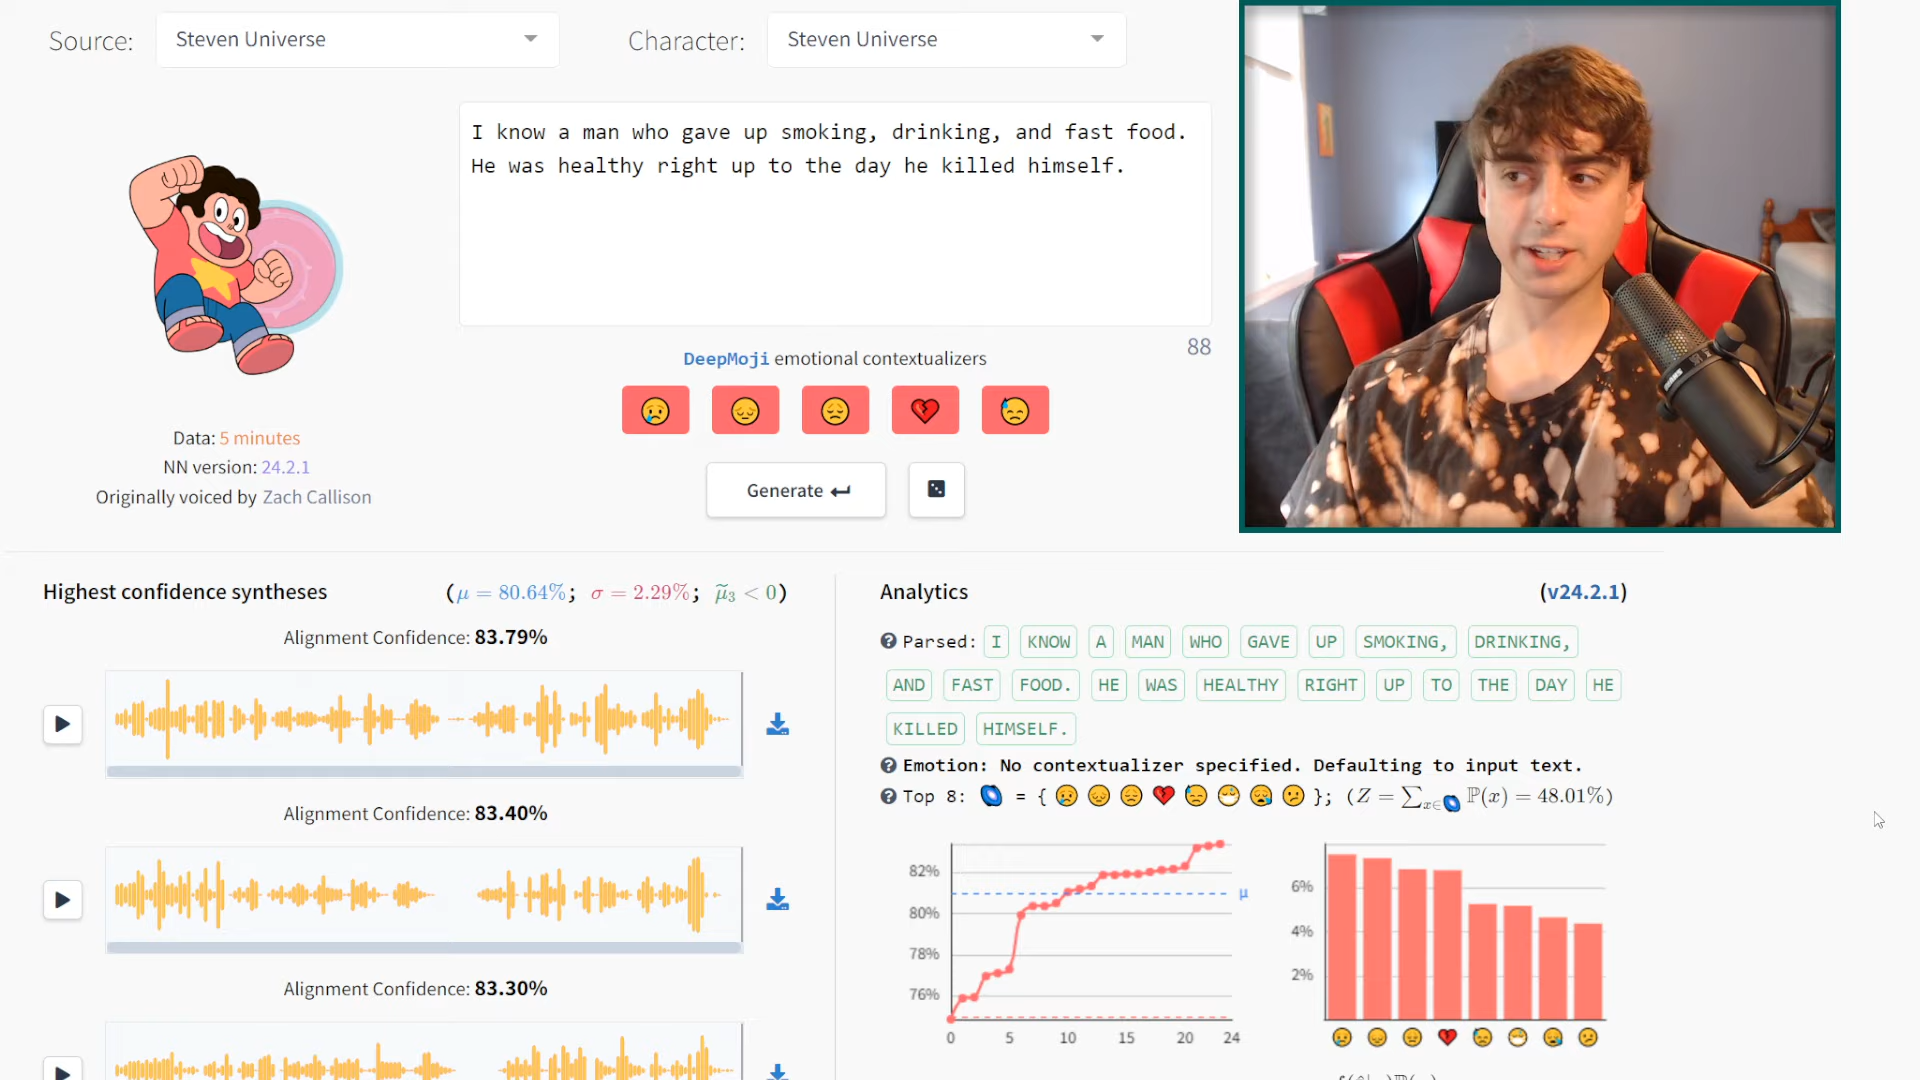 Source: Steven Universe Character: Steven Universe
I know a man who gave up smoking, drinking, and fast food.
He was healthy right up to the day he killed himself.
88
DeepMoji emotional contextualizers
Data: 5 minutes
NN version: 24.2.1
Originally voiced by Zach Callison
Generate
Highest confidence syntheses (μ = 80.64%; σ = 2.29%; μ̃₃ < 0)
Alignment Confidence: 83.79%
Alignment Confidence: 83.40%
Alignment Confidence: 83.30%
Analytics (v24.2.1)
Parsed: I KNOW A MAN WHO GAVE UP SMOKING, DRINKING,
AND FAST FOOD. HE WAS HEALTHY RIGHT UP TO THE DAY HE
KILLED HIMSELF.
Emotion: No contextualizer specified. Defaulting to input text.
Top 8: = { 😢 😔 😞 💔 😓 😷 😪 😕 }; (Z = ∑x∈ ℙ(x) = 48.01%)
82%
80%
78%
76%
μ
0 5 10 15 20 24
6%
4%
2%